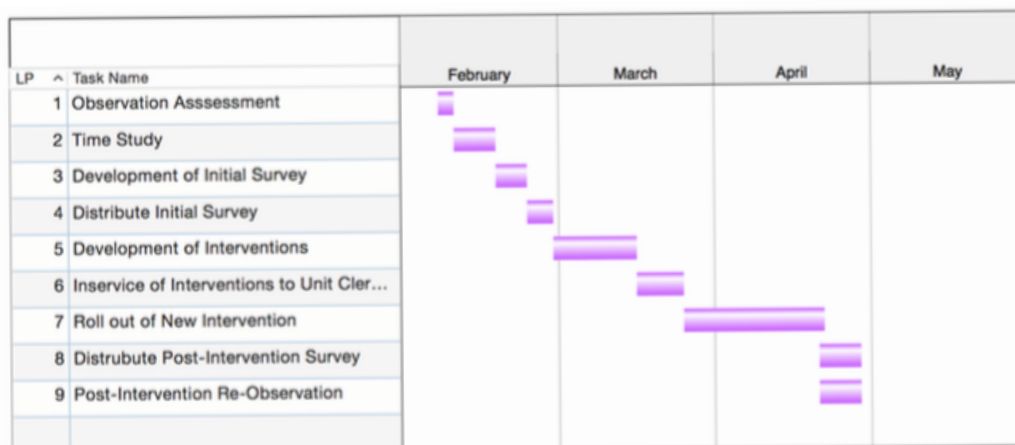 February March April May
LP ^ Task Name
1 Observation Asssessment
2 Time Study
3 Development of Initial Survey
4 Distribute Initial Survey
5 Development of Interventions
6 Inservice of Interventions to Unit Cler...
7 Roll out of New Intervention
8 Distrubute Post-Intervention Survey
9 Post-Intervention Re-Observation